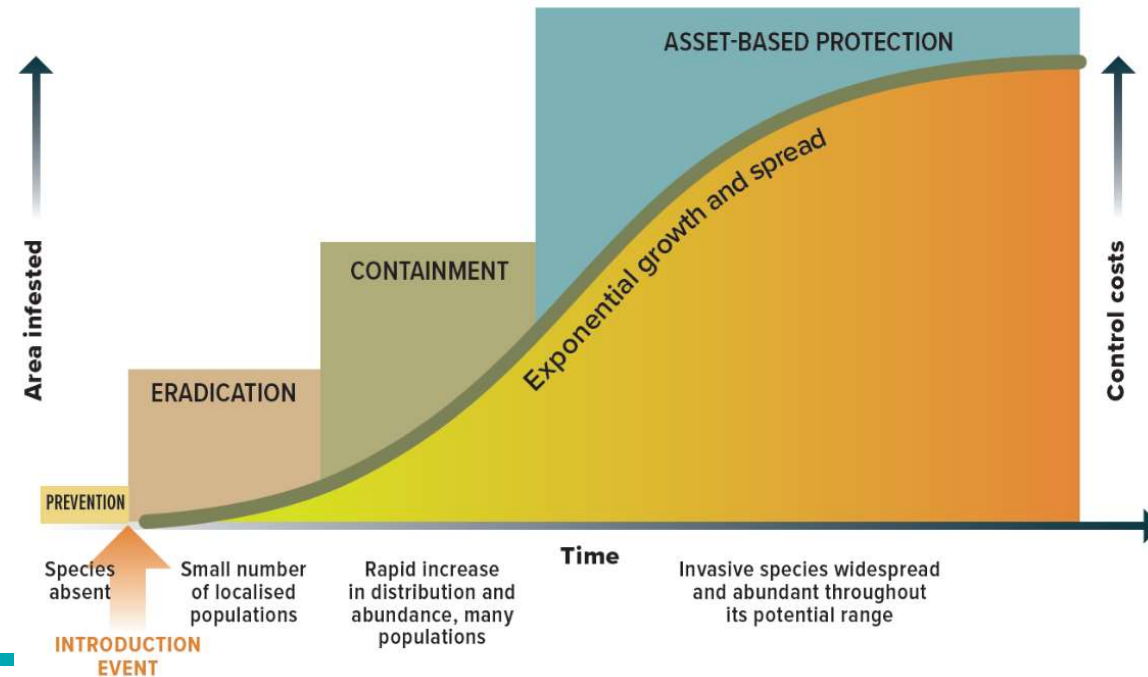 ASSET-BASED PROTECTION
Area infested
Control costs
Exponential growth and spread
CONTAINMENT
ERADICATION
PREVENTION
Time
Species
absent
Small number
of localised
populations
Rapid increase
in distribution and
abundance, many
populations
Invasive species widespread
and abundant throughout
its potential range
INTRODUCTION
EVENT